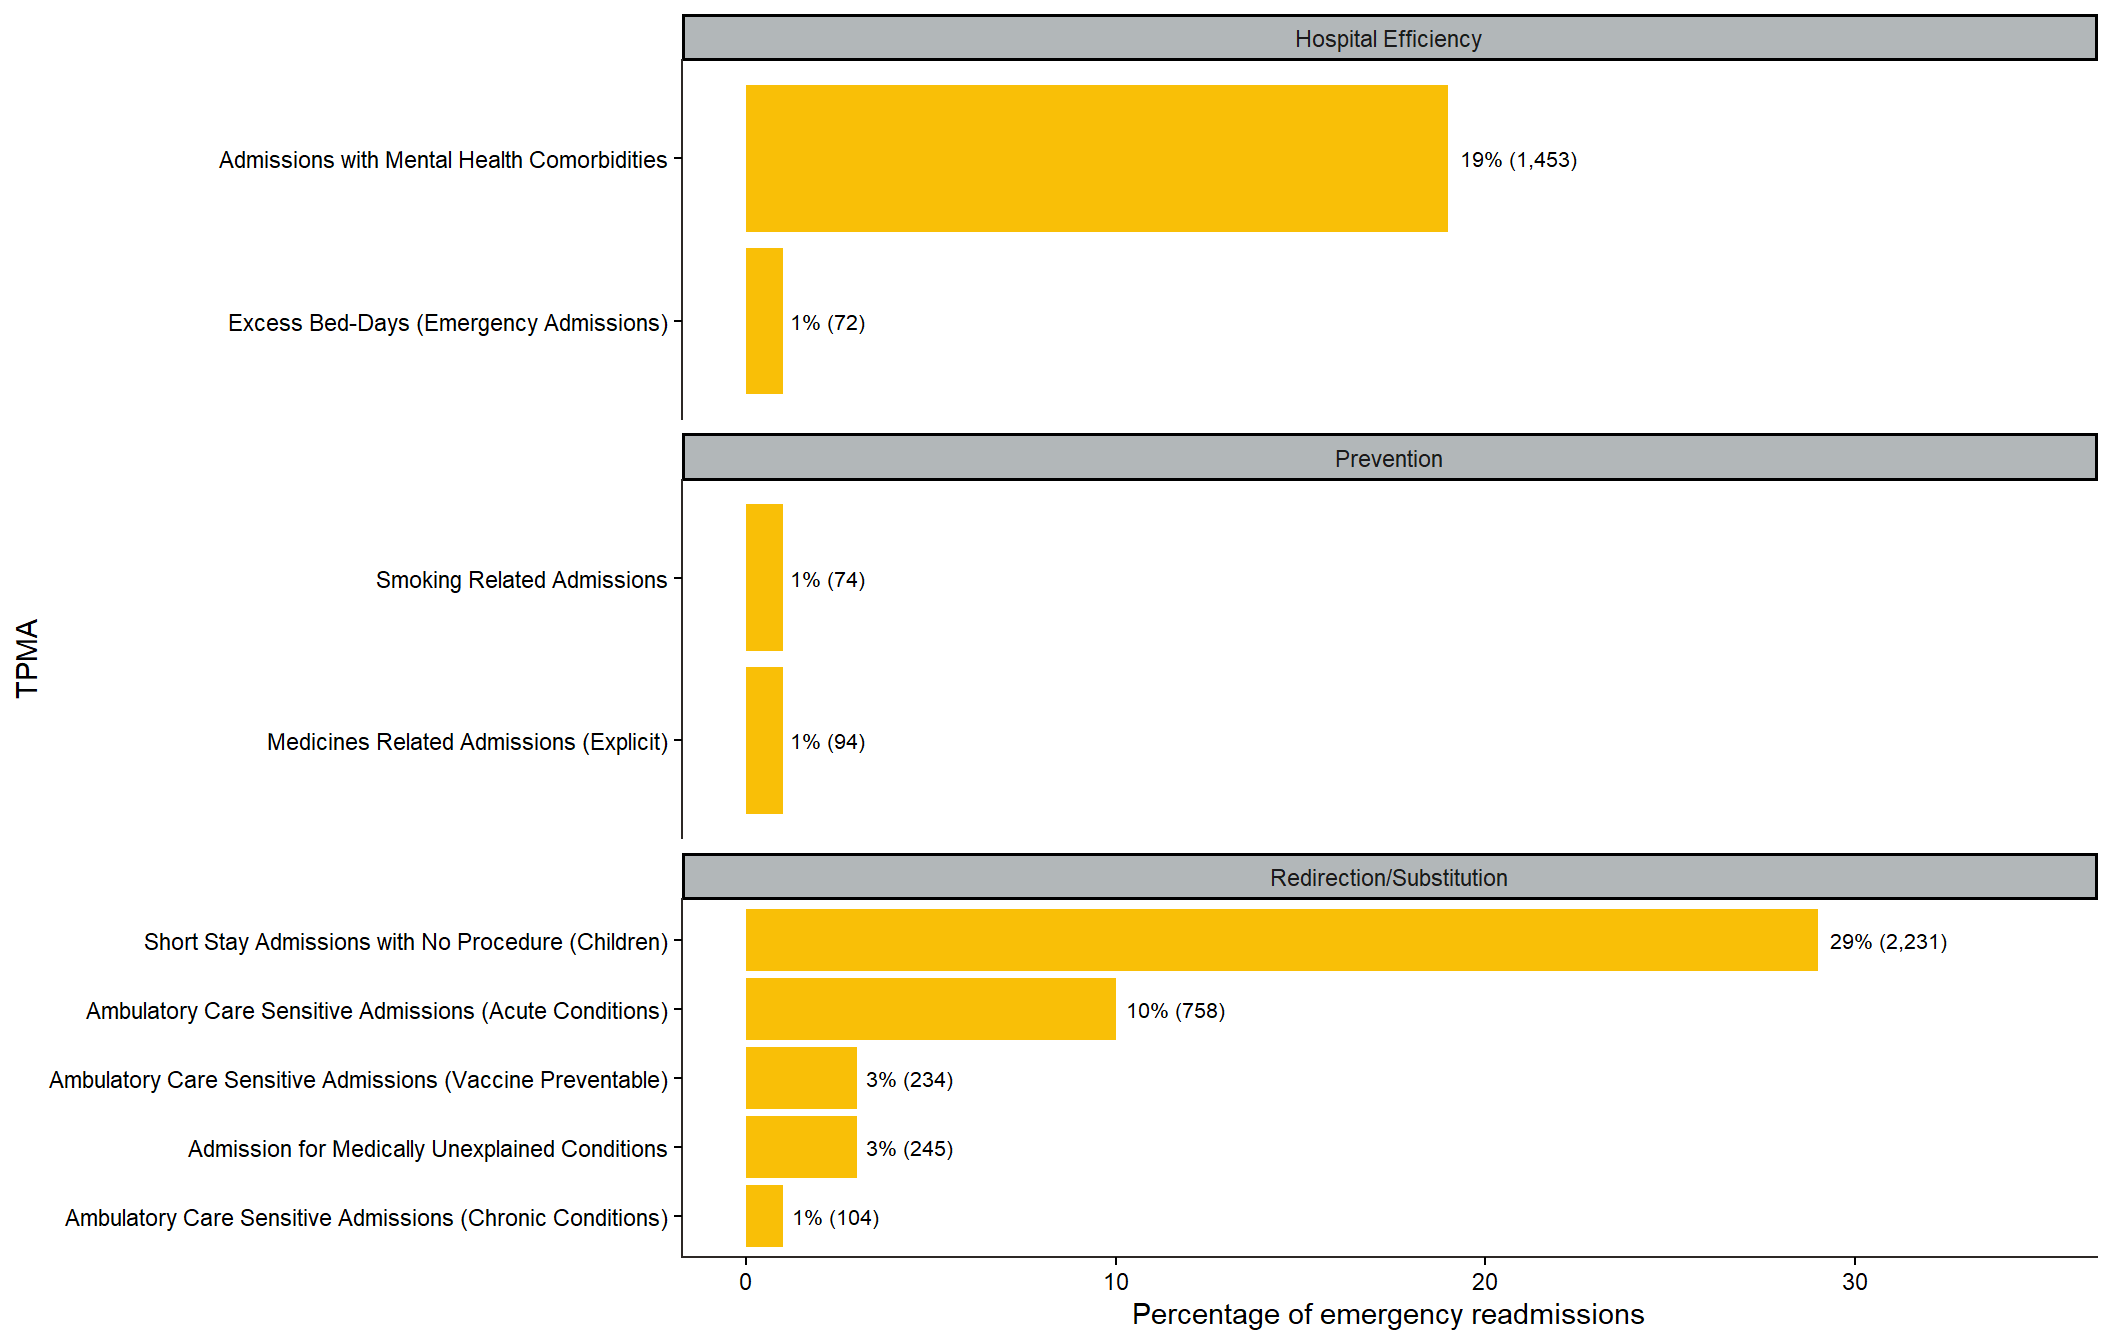 Hospital Efficiency
Admissions with Mental Health Comorbidities
19% (1,453)
Excess Bed-Days (Emergency Admissions)
1% (72)
Prevention
Smoking Related Admissions
1% (74)
Medicines Related Admissions (Explicit)
1% (94)
TPMA
Redirection/Substitution
Short Stay Admissions with No Procedure (Children)
29% (2,231)
Ambulatory Care Sensitive Admissions (Acute Conditions)
10% (758)
Ambulatory Care Sensitive Admissions (Vaccine Preventable)
3% (234)
Admission for Medically Unexplained Conditions
3% (245)
Ambulatory Care Sensitive Admissions (Chronic Conditions)
1% (104)
0 10 20 30
Percentage of emergency readmissions